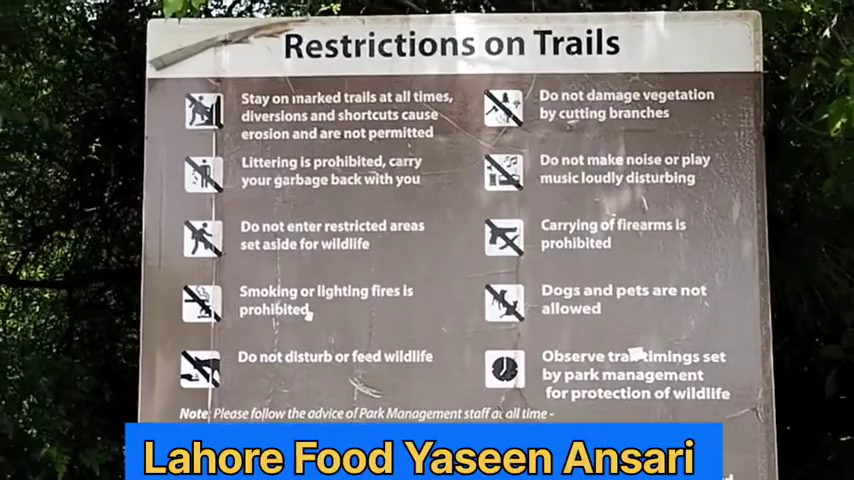 Restrictions on Trails
Stay on marked trails at all times,
diversions and shortcuts cause
erosion and are not permitted
Littering is prohibited, carry
your garbage back with you
Do not enter restricted areas
set aside for wildlife
Smoking or lighting fires is
prohibited
Do not disturb or feed wildlife
Do not damage vegetation
by cutting branches
Do not make noise or play
music loudly disturbing
Carrying of firearms is
prohibited
Dogs and pets are not
allowed
Observe trail timings set
by park management
for protection of wildlife
Note: Please follow the advice of Park Management staff at all time -
Lahore Food Yaseen Ansari